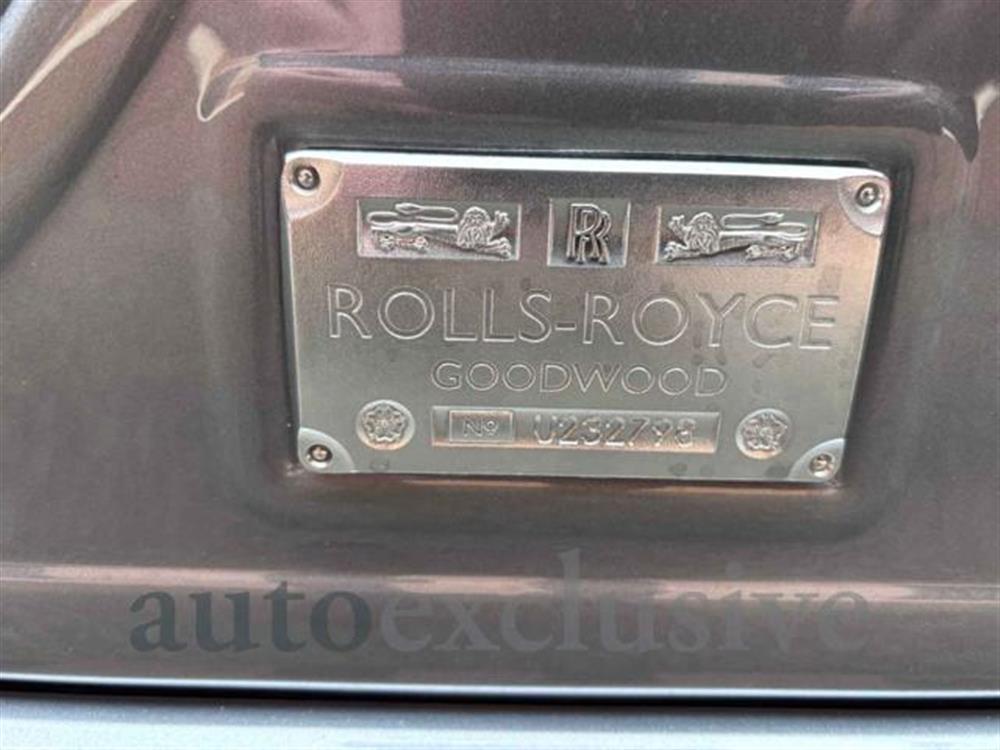 RR
ROLLS-ROYCE
GOODWOOD
Nº U232798
autoexclusive